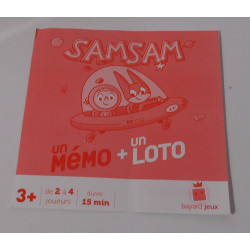 SAMSAM
un MÉMO + un LOTO
3+
de 2 à 4 joueurs
durée 15 min
bayard jeux